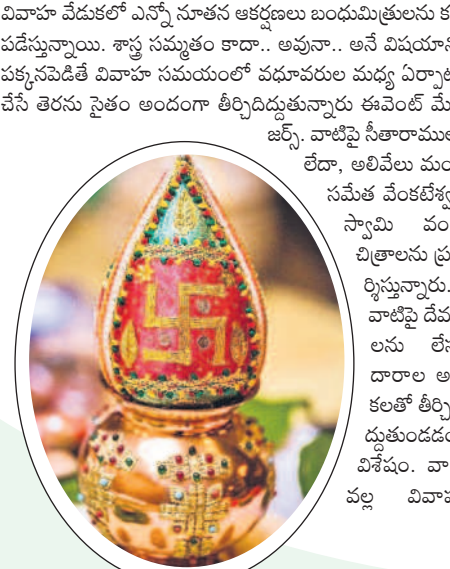 వివాహ వేడుకలో ఎన్నో నూతన ఆకర్షణలు బంధుమిత్రులను క
పడేస్తున్నాయి. శాస్త్ర సమ్మతం కాదా.. అవునా.. అనే విషయాన
పక్కనపెడితే వివాహ సమయంలో వధూవరుల మధ్య ఏర్పాట
చేసే తెరను సైతం అందంగా తీర్చిదిద్దుతున్నారు ఈవెంట్ మే
జర్స్. వాటిపై సీతారాముల
లేదా, అలివేలు మం
సమేత వేంకటేశ్వ
స్వామి వం
చిత్రాలను ప్ర
ర్శిస్తున్నారు.
వాటిపై దేవ
లను లే
దారాల అ
కలతో తీర్చి
ద్దుతుండడం
విశేషం. వా
వల్ల వివాహ